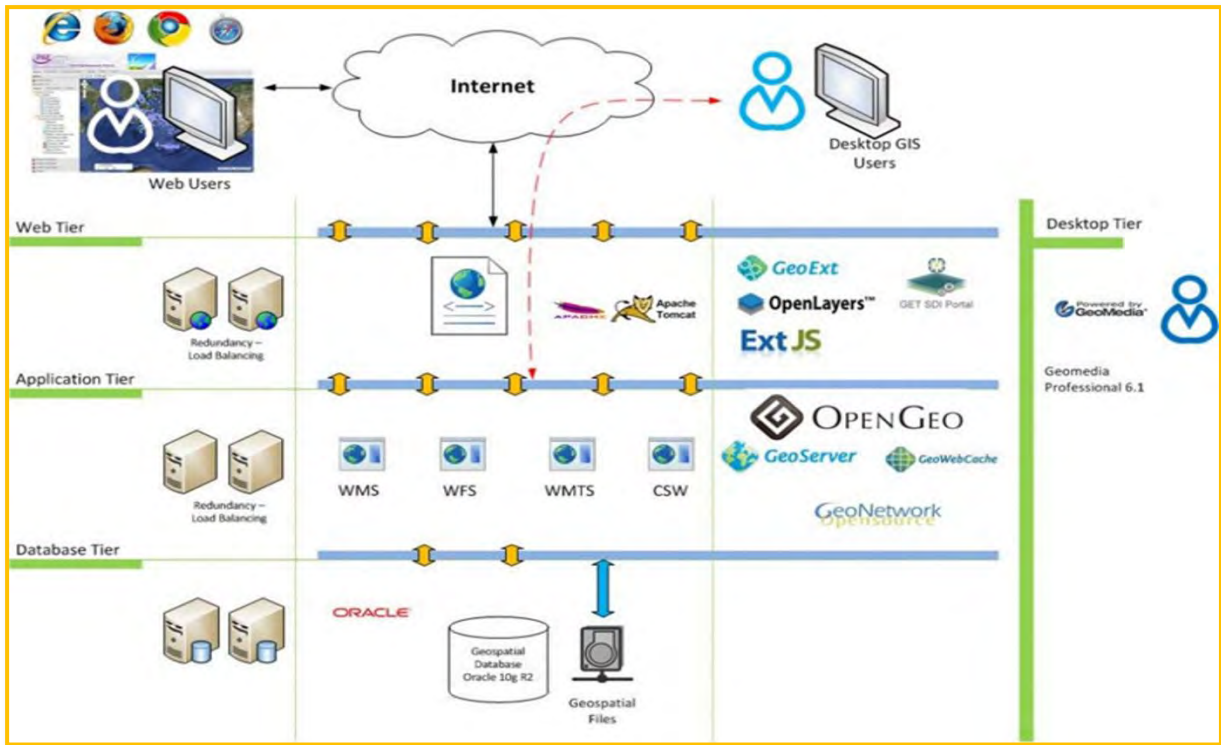 Internet
Web Users
Desktop GIS
Users
Web Tier
Desktop Tier
Redundancy –
Load Balancing
APACHE
Apache
Tomcat
GeoExt
OpenLayers™
Ext JS
GET SDI Portal
Powered by
GeoMedia®
Geomedia
Professional 6.1
Application Tier
Redundancy –
Load Balancing
WMS
WFS
WMTS
CSW
OPENGEO
GeoServer
GeoWebCache
GeoNetwork
Opensource
Database Tier
ORACLE
Geospatial
Database
Oracle 10g R2
Geospatial
Files